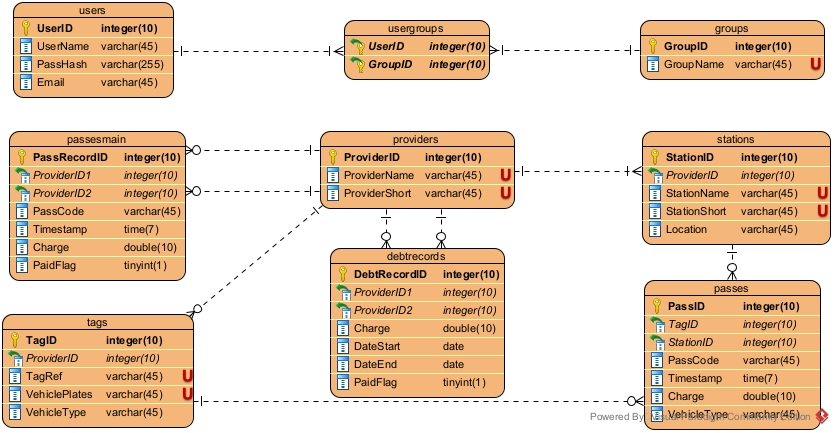 users
UserID integer(10)
UserName varchar(45)
PassHash varchar(255)
Email varchar(45)
usergroups
UserID integer(10)
GroupID integer(10)
groups
GroupID integer(10)
GroupName varchar(45) U
passesmain
PassRecordID integer(10)
ProviderID1 integer(10)
ProviderID2 integer(10)
PassCode varchar(45)
Timestamp time(7)
Charge double(10)
PaidFlag tinyint(1)
providers
ProviderID integer(10)
ProviderName varchar(45) U
ProviderShort varchar(45) U
stations
StationID integer(10)
ProviderID integer(10)
StationName varchar(45) U
StationShort varchar(45) U
Location varchar(45)
debtrecords
DebtRecordID integer(10)
ProviderID1 integer(10)
ProviderID2 integer(10)
Charge double(10)
DateStart date
DateEnd date
PaidFlag tinyint(1)
tags
TagID integer(10)
ProviderID integer(10)
TagRef varchar(45) U
VehiclePlates varchar(45) U
VehicleType varchar(45)
passes
PassID integer(10)
TagID integer(10)
StationID integer(10)
PassCode varchar(45)
Timestamp time(7)
Charge double(10)
VehicleType varchar(45)
Powered By Visual Paradigm Community Edition